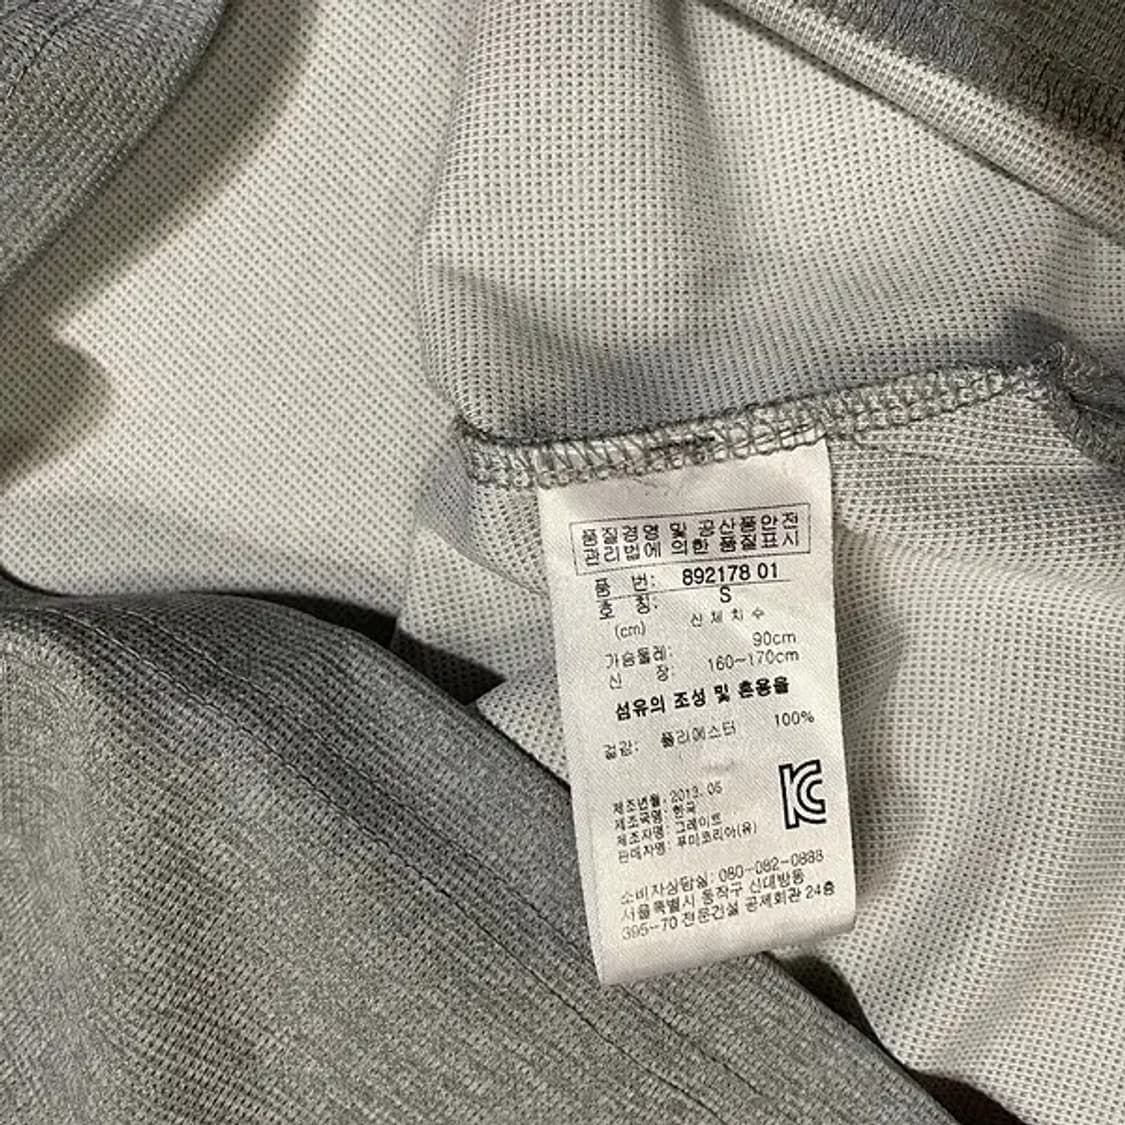 품질경영 및 공산품안전
관리법에 의한 품질표시
품 번: 892178 01
호 칭: S
(cm) 신체치수
가슴둘레: 90cm
신 장: 160~170cm
섬유의 조성 및 혼용율
겉감: 폴리에스터 100%
제조년월: 2013. 05
제조국명: 한국
제조자명: 그레이트
판매자명: 푸마코리아(유)
소비자상담실: 080-082-0888
서울특별시 동작구 신대방동
395-70 전문건설 공제회관 24층
KC